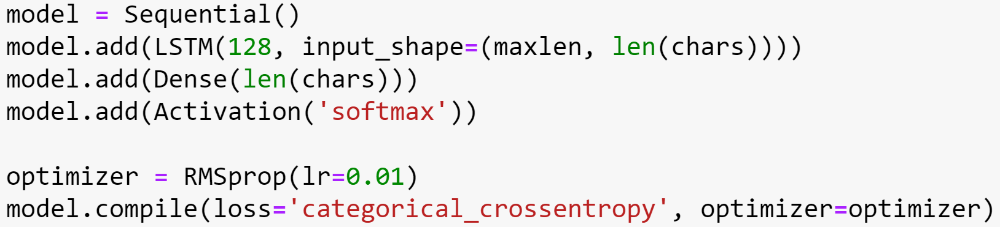 model = Sequential()
model.add(LSTM(128, input_shape=(maxlen, len(chars))))
model.add(Dense(len(chars)))
model.add(Activation('softmax'))

optimizer = RMSprop(lr=0.01)
model.compile(loss='categorical_crossentropy', optimizer=optimizer)